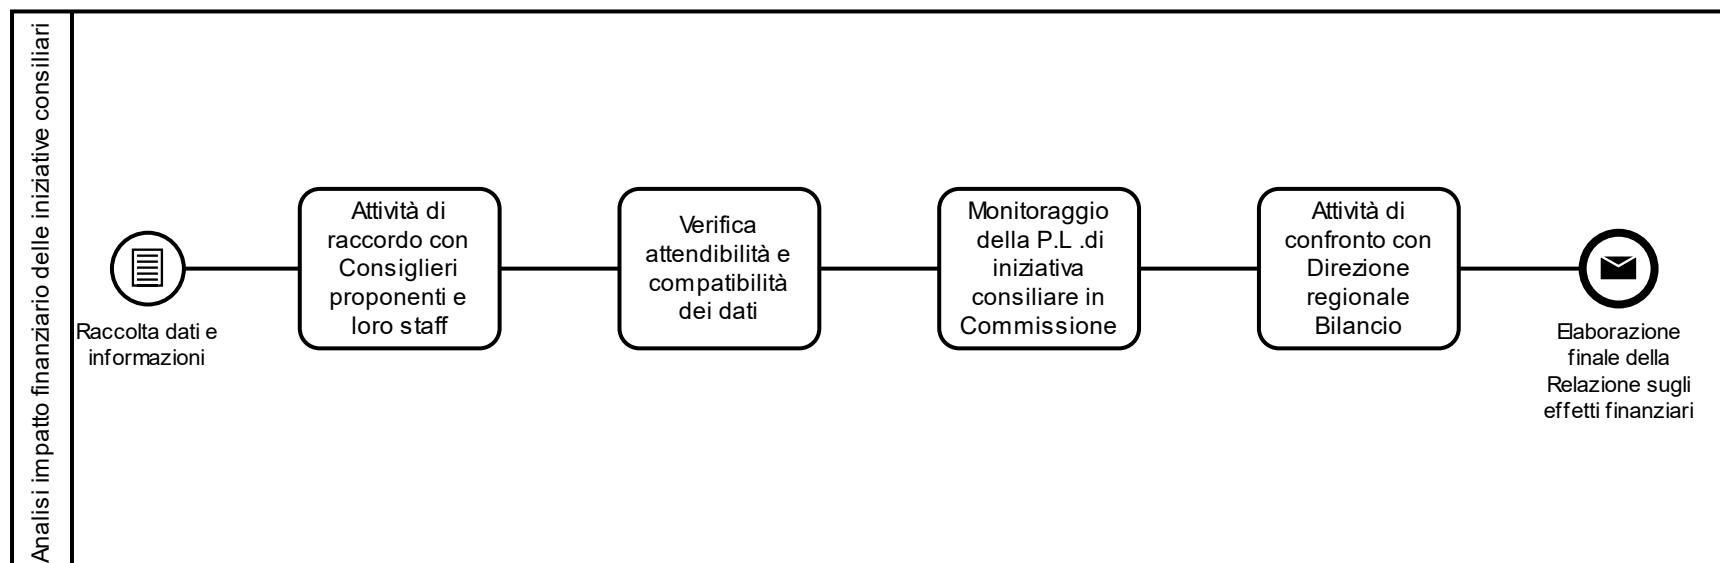 Analisi impatto finanziario delle iniziative consiliari
Raccolta dati e
informazioni
Attività di
raccordo con
Consiglieri
proponenti e
loro staff
Verifica
attendibilità e
compatibilità
dei dati
Monitoraggio
della P.L .di
iniziativa
consiliare in
Commissione
Attività di
confronto con
Direzione
regionale
Bilancio
Elaborazione
finale della
Relazione sugli
effetti finanziari